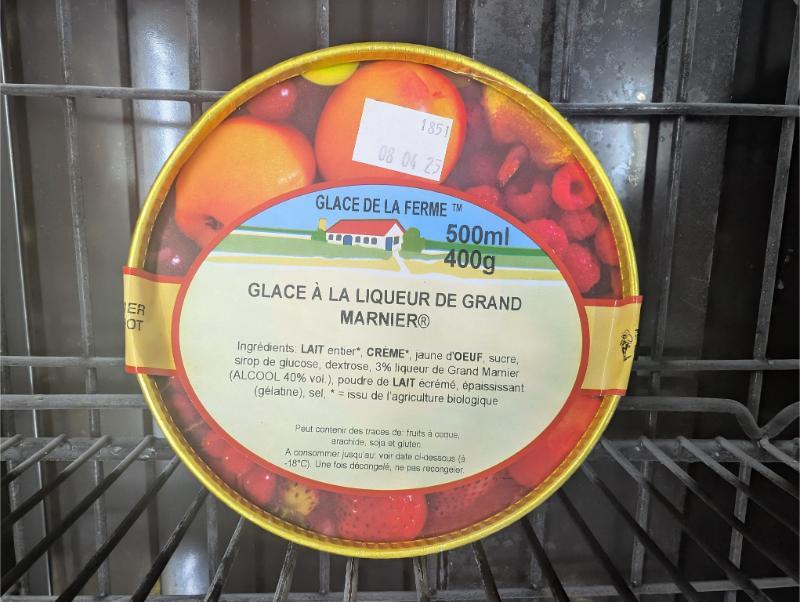 1851
08 04 25
GLACE DE LA FERME ™
500ml
400g
GLACE À LA LIQUEUR DE GRAND
MARNIER®
Ingrédients: LAIT entier*, CRÈME*, jaune d'OEUF, sucre,
sirop de glucose, dextrose, 3% liqueur de Grand Marnier
(ALCOOL 40% vol.), poudre de LAIT écrémé, épaississant
(gélatine), sel, * = issu de l'agriculture biologique
Peut contenir des traces de: fruits à coque,
arachide, soja et gluten.
A consommer jusqu'au: voir date ci-dessous (à
-18°C). Une fois décongelé, ne pas recongeler.
IER
OT